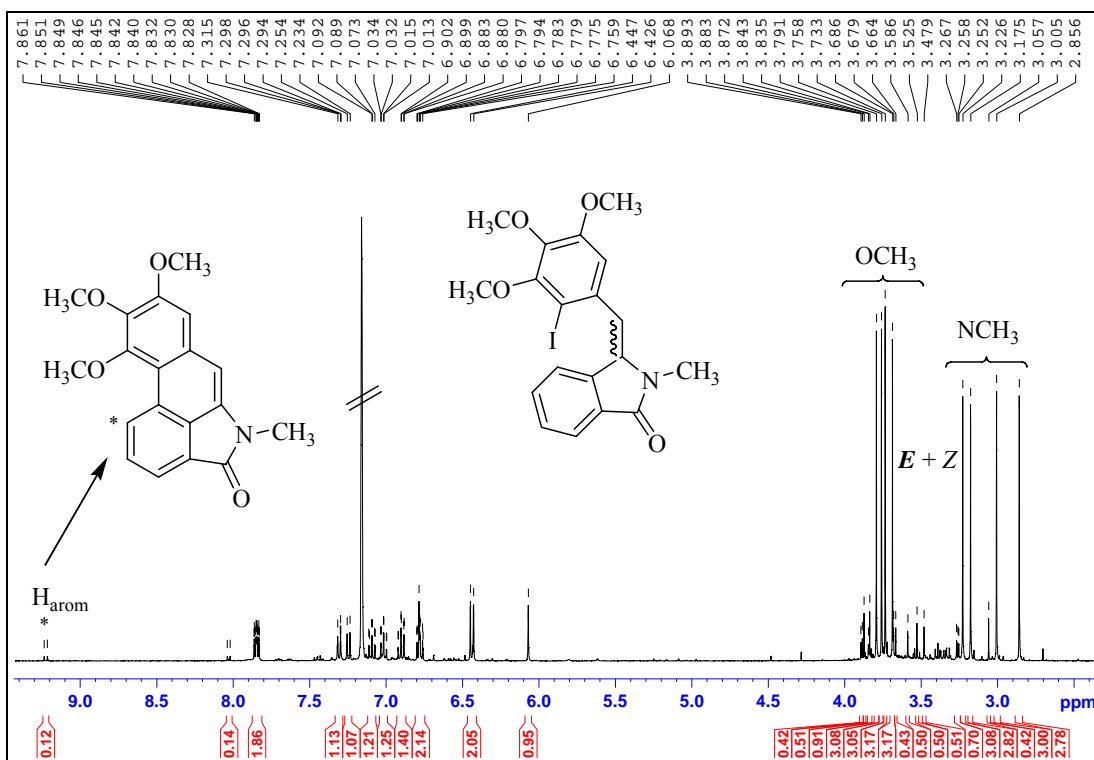 7.861 7.851 7.849 7.846 7.845 7.842 7.840 7.832 7.830 7.828 7.315 7.298 7.296 7.294 7.254 7.234 7.092 7.089 7.073 7.034 7.032 7.015 7.013 6.902 6.899 6.883 6.880 6.797 6.794 6.783 6.779 6.775 6.759 6.447 6.426 6.068 3.893 3.883 3.872 3.843 3.835 3.791 3.758 3.733 3.686 3.679 3.664 3.586 3.525 3.479 3.267 3.258 3.252 3.226 3.175 3.057 3.005 2.856
OCH3
H3CO
H3CO
*
N
CH3
O
Harom
*
OCH3
H3CO
H3CO
I
N
CH3
O
OCH3
NCH3
E + Z
9.0 8.5 8.0 7.5 7.0 6.5 6.0 5.5 5.0 4.5 4.0 3.5 3.0 ppm
0.12 0.14 1.86 1.13 1.07 1.21 1.25 1.40 2.14 2.05 0.95 0.42 0.51 0.91 3.08 3.05 3.17 3.17 0.43 0.50 0.50 0.51 0.70 3.08 2.82 0.42 3.00 2.78